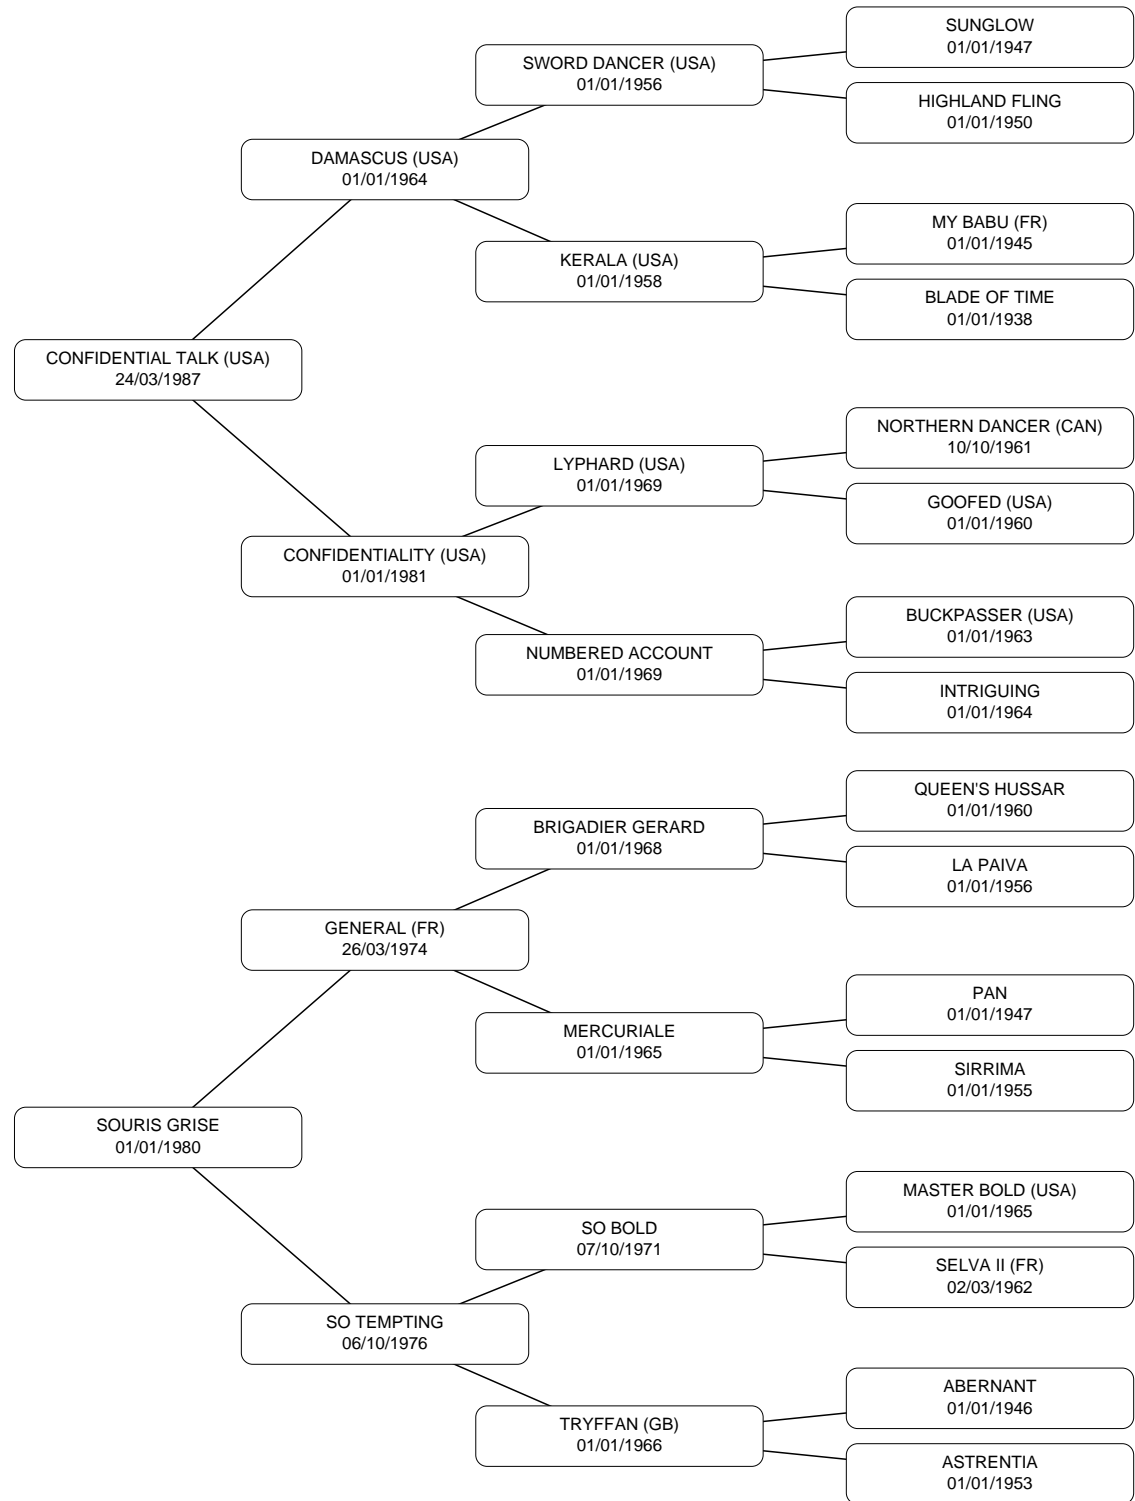 SUNGLOW
01/01/1947
SWORD DANCER (USA)
01/01/1956
HIGHLAND FLING
01/01/1950
DAMASCUS (USA)
01/01/1964
MY BABU (FR)
01/01/1945
KERALA (USA)
01/01/1958
BLADE OF TIME
01/01/1938
CONFIDENTIAL TALK (USA)
24/03/1987
NORTHERN DANCER (CAN)
10/10/1961
LYPHARD (USA)
01/01/1969
GOOFED (USA)
01/01/1960
CONFIDENTIALITY (USA)
01/01/1981
BUCKPASSER (USA)
01/01/1963
NUMBERED ACCOUNT
01/01/1969
INTRIGUING
01/01/1964
QUEEN'S HUSSAR
01/01/1960
BRIGADIER GERARD
01/01/1968
LA PAIVA
01/01/1956
GENERAL (FR)
26/03/1974
PAN
01/01/1947
MERCURIALE
01/01/1965
SIRRIMA
01/01/1955
SOURIS GRISE
01/01/1980
MASTER BOLD (USA)
01/01/1965
SO BOLD
07/10/1971
SELVA II (FR)
02/03/1962
SO TEMPTING
06/10/1976
ABERNANT
01/01/1946
TRYFFAN (GB)
01/01/1966
ASTRENTIA
01/01/1953